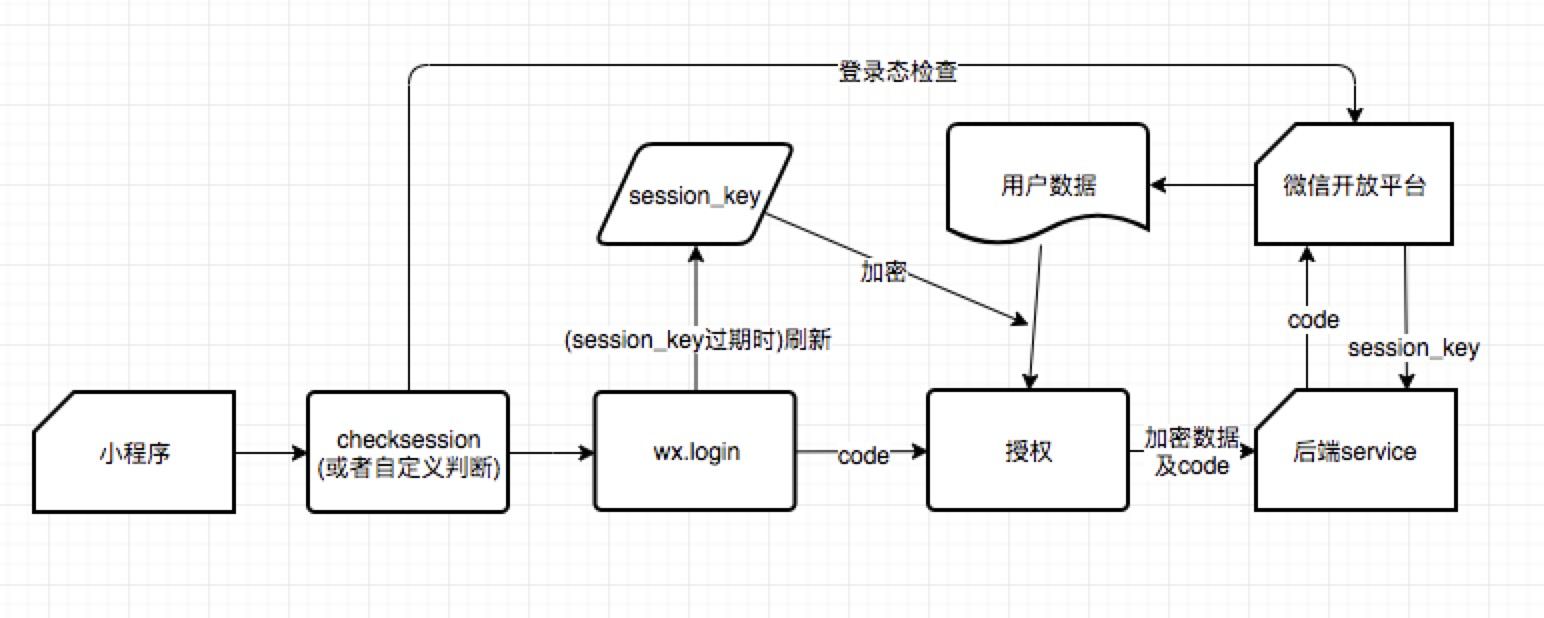 登录态检查
session_key
用户数据
微信开放平台
加密
code
(session_key过期时)刷新
session_key
小程序
checksession
(或者自定义判断)
wx.login
code
授权
加密数据
及code
后端service